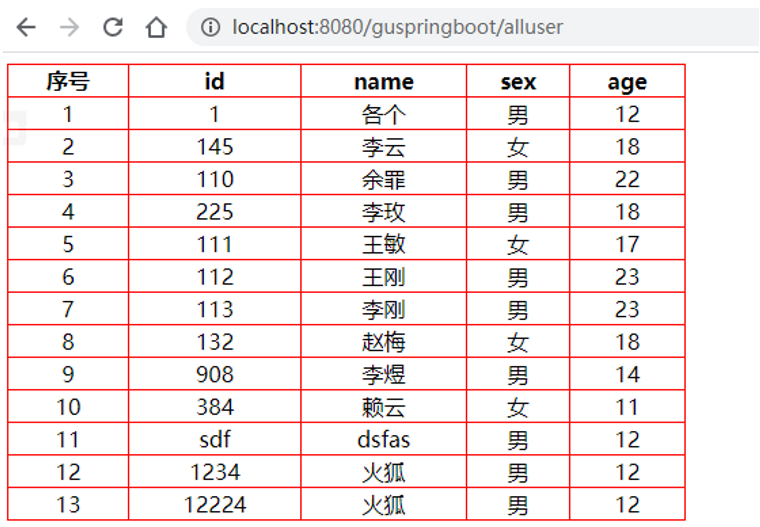 localhost:8080/guspringboot/alluser
序号 id name sex age
1 1 各个 男 12
2 145 李云 女 18
3 110 余罪 男 22
4 225 李玫 男 18
5 111 王敏 女 17
6 112 王刚 男 23
7 113 李刚 男 23
8 132 赵梅 女 18
9 908 李煜 男 14
10 384 赖云 女 11
11 sdf dsfas 男 12
12 1234 火狐 男 12
13 12224 火狐 男 12